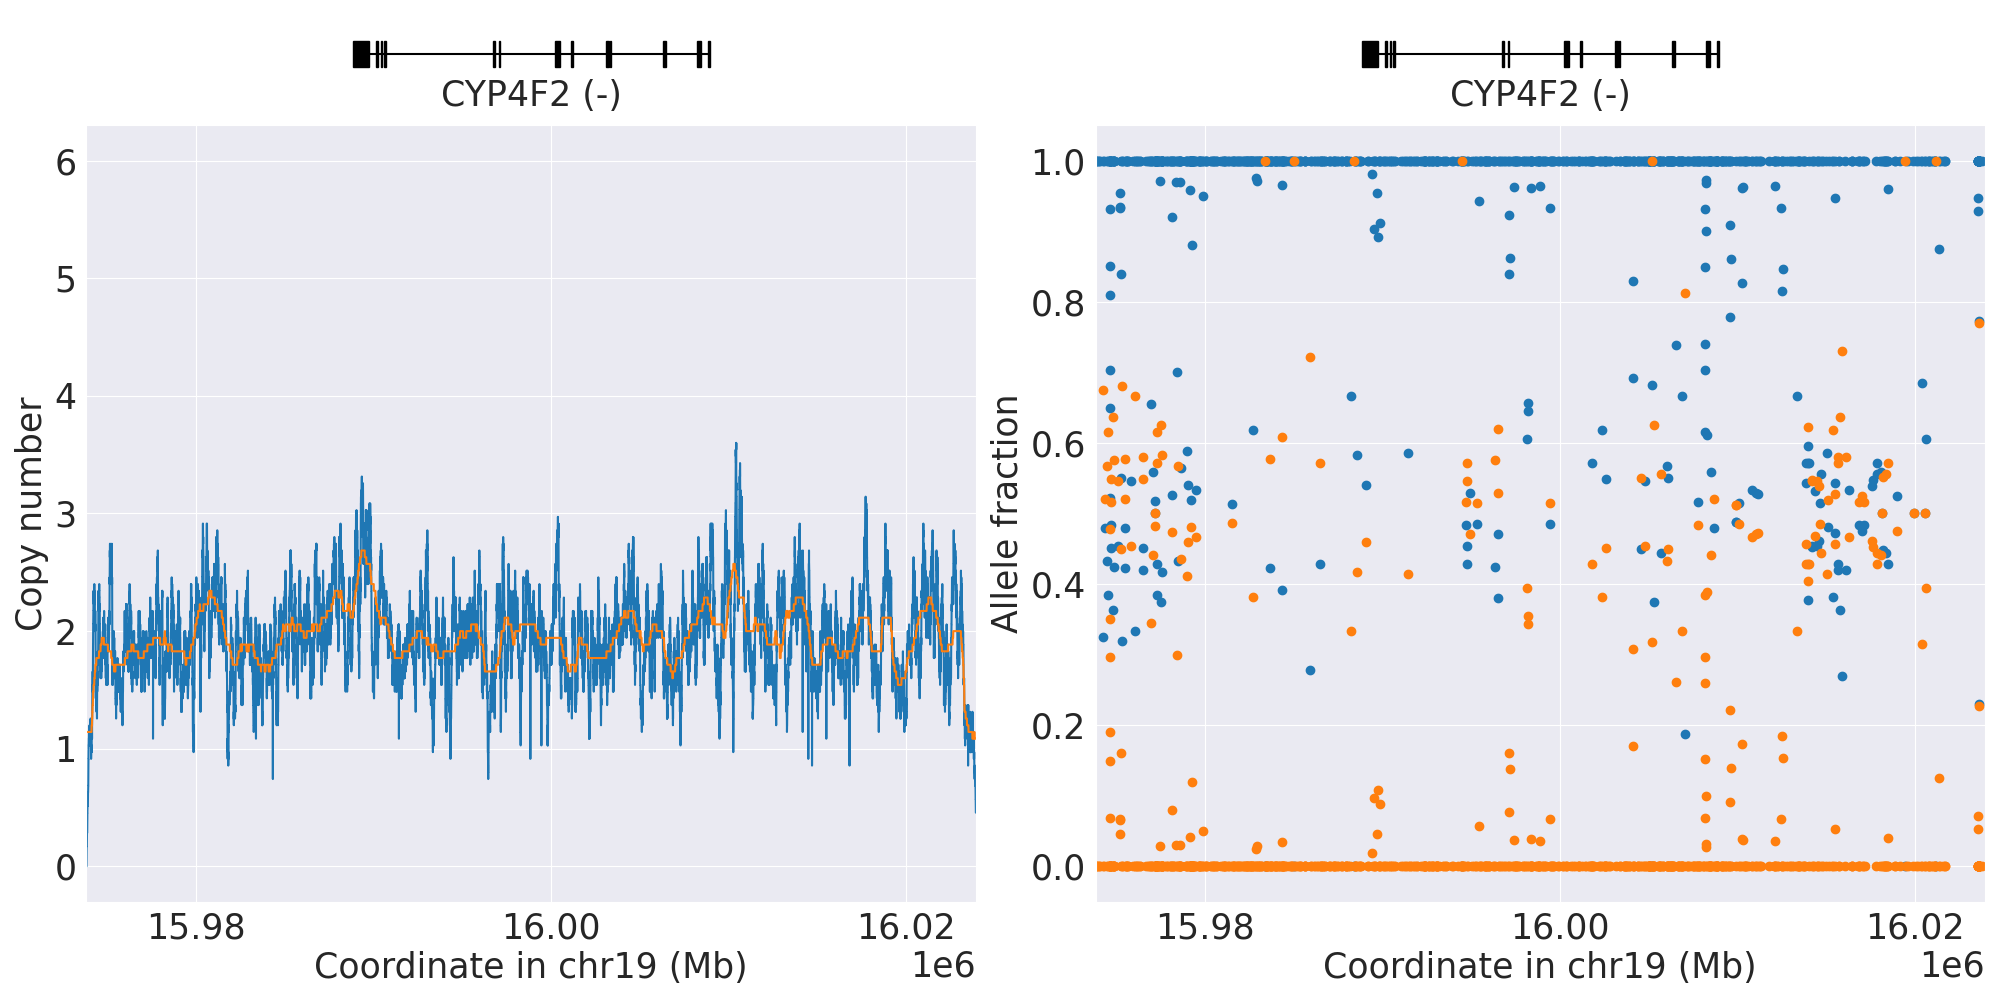 CYP4F2 (-)
Copy number
6
5
4
3
2
1
0
15.98
16.00
16.02
Coordinate in chr19 (Mb)
1e6
CYP4F2 (-)
Allele fraction
1.0
0.8
0.6
0.4
0.2
0.0
15.98
16.00
16.02
Coordinate in chr19 (Mb)
1e6